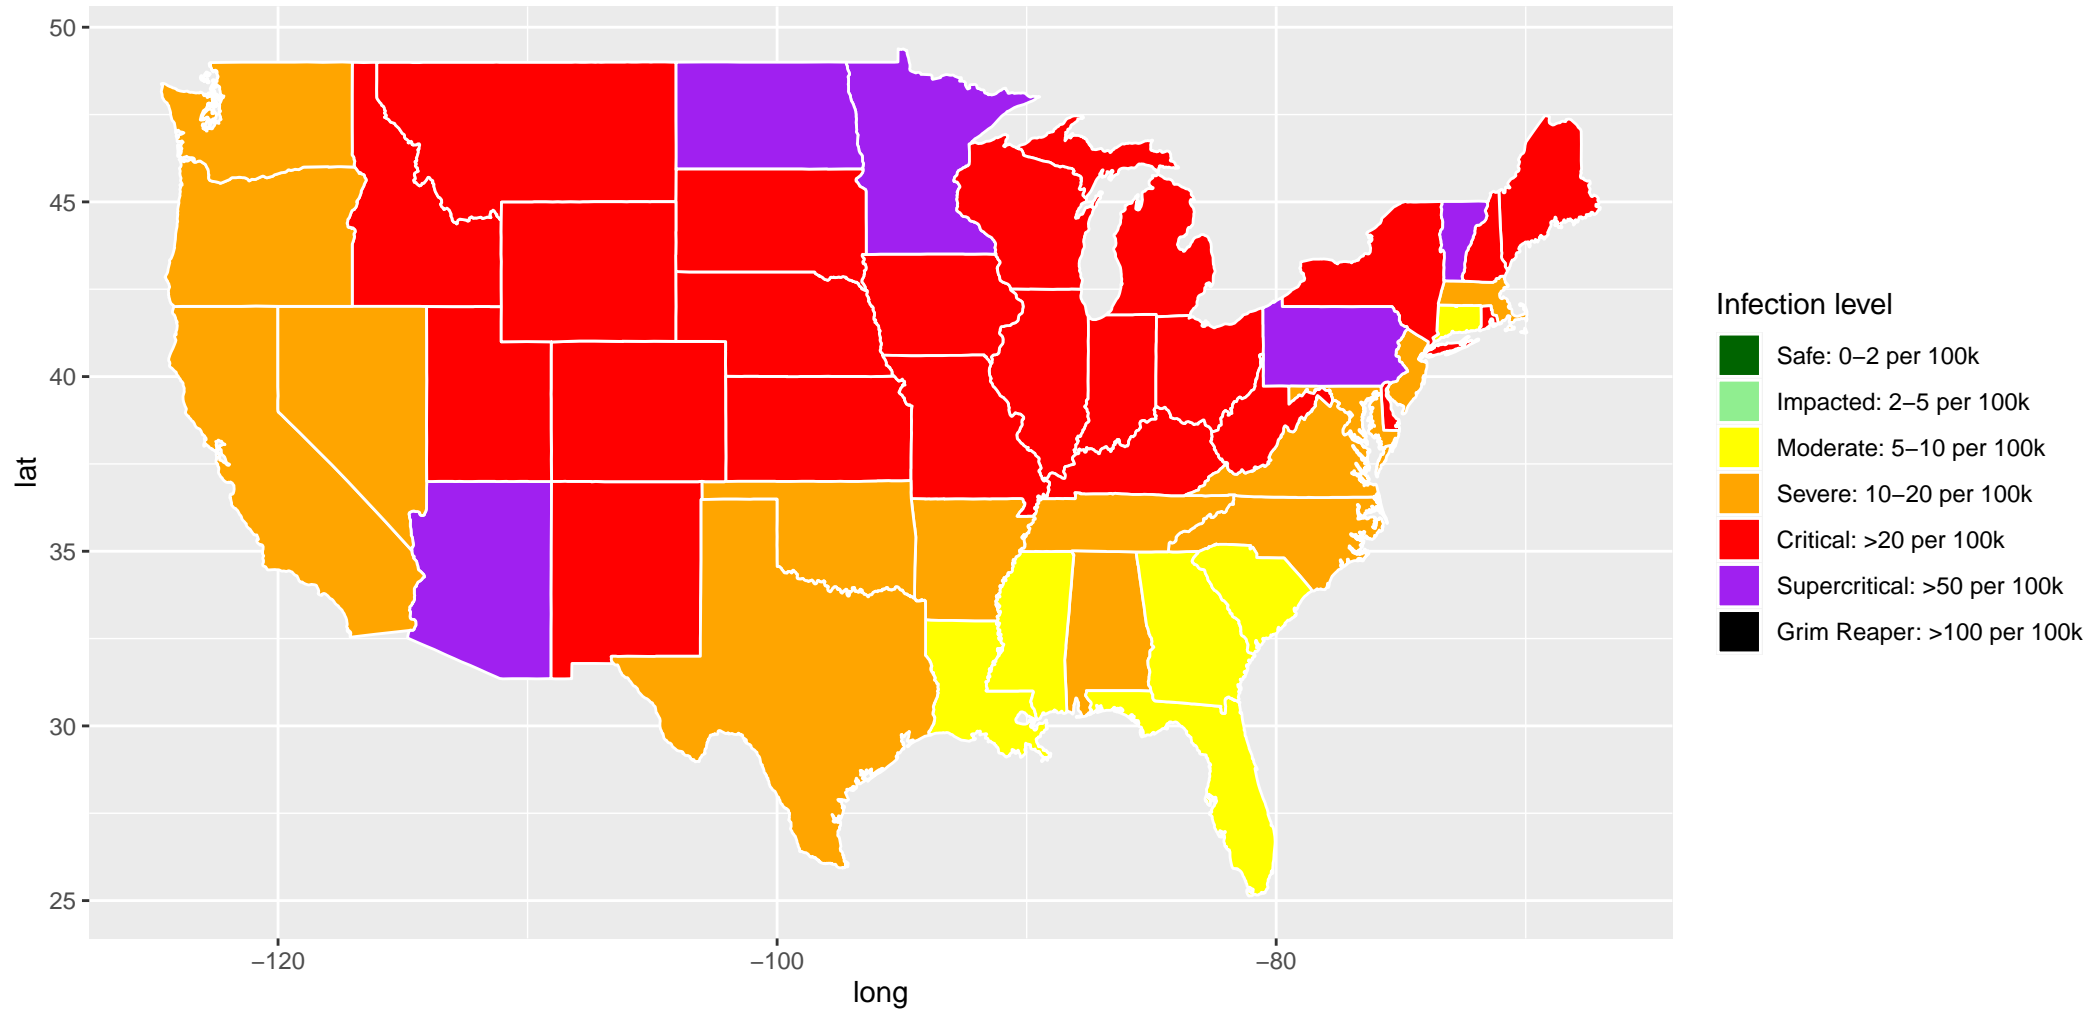 50
45
40
35
30
25
lat
−120
−100
−80
long
Infection level
Safe: 0−2 per 100k
Impacted: 2−5 per 100k
Moderate: 5−10 per 100k
Severe: 10−20 per 100k
Critical: >20 per 100k
Supercritical: >50 per 100k
Grim Reaper: >100 per 100k